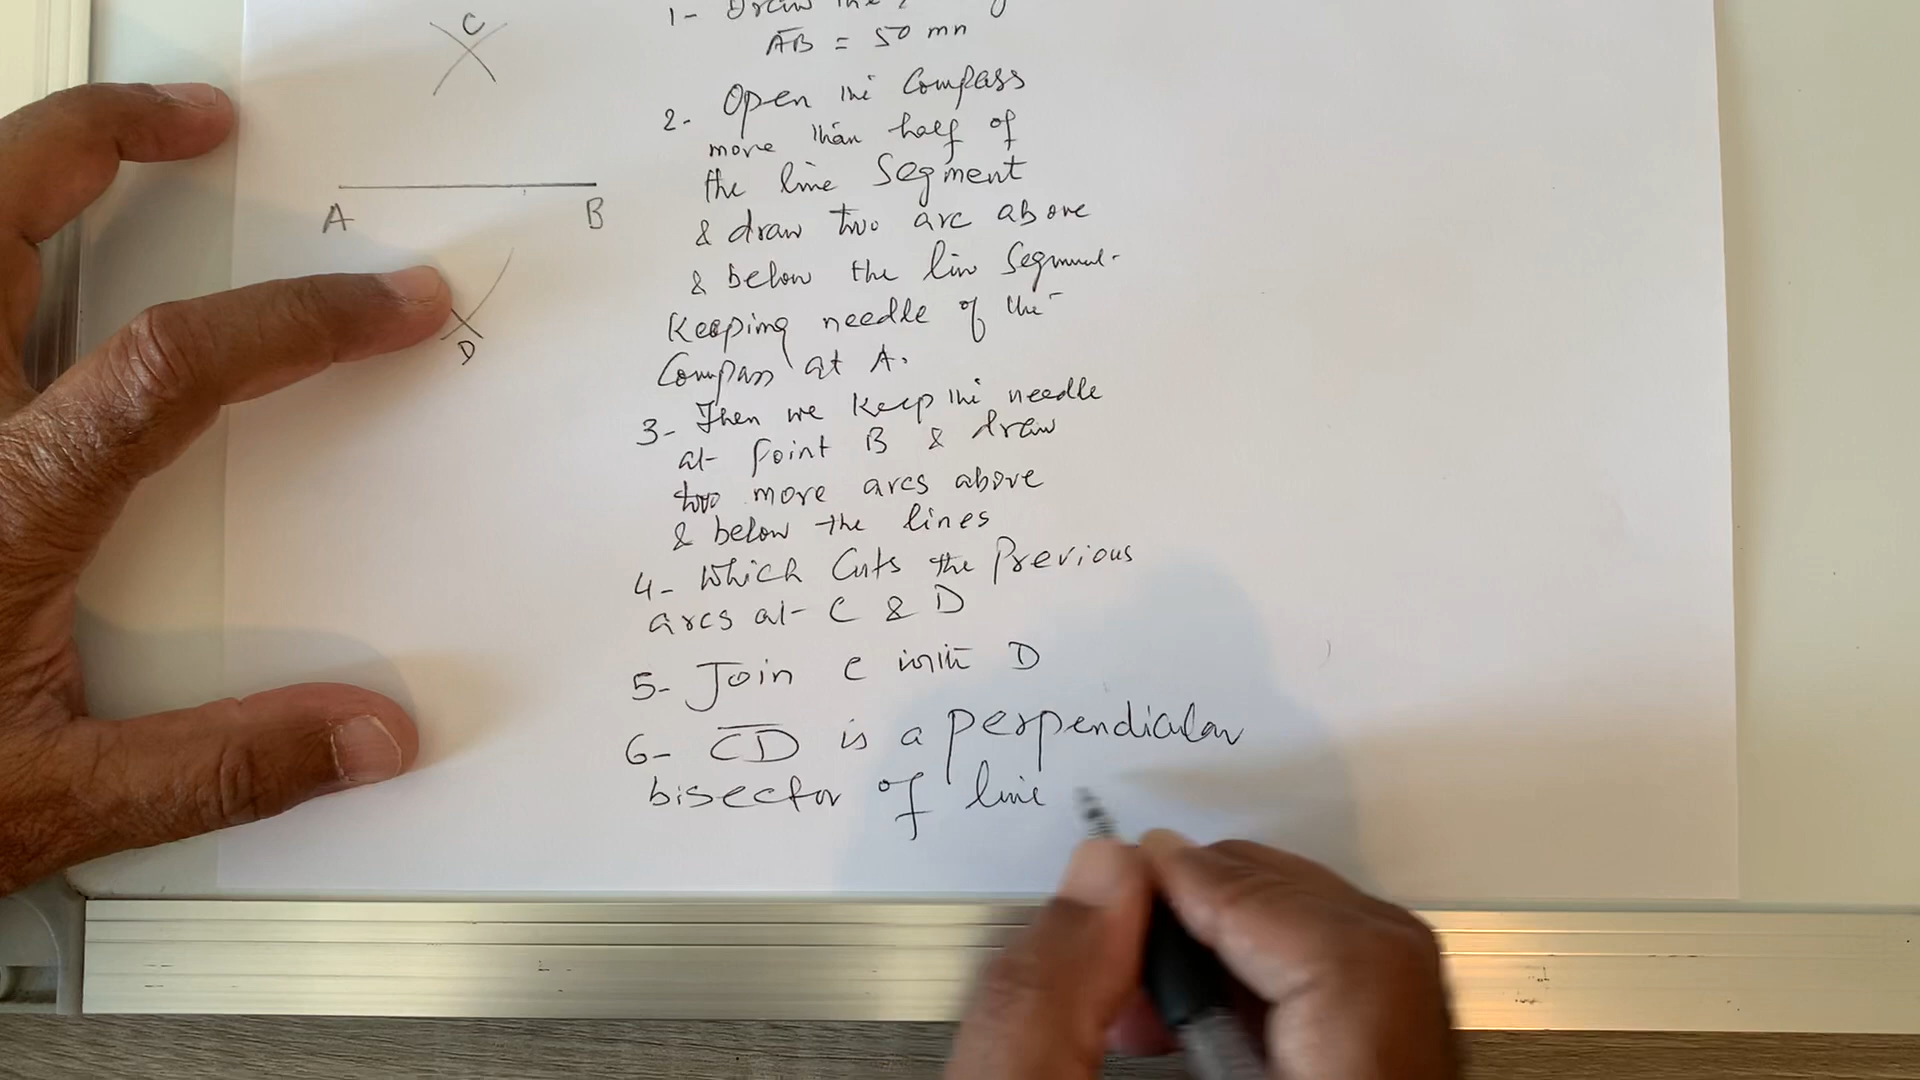 C
A
B
D
1- Draw the
AB = 50 mm
2- Open the Compass
more than half of
the line Segment
& draw two arc above
& below the line Segment
Keeping needle of the
Compass at A.
3- Then we keep the needle
at point B & draw
two more arcs above
& below the lines
4- Which Cuts the Previous
arcs at C & D
5- Join C with D
6- CD is a perpendicular
bisector of line